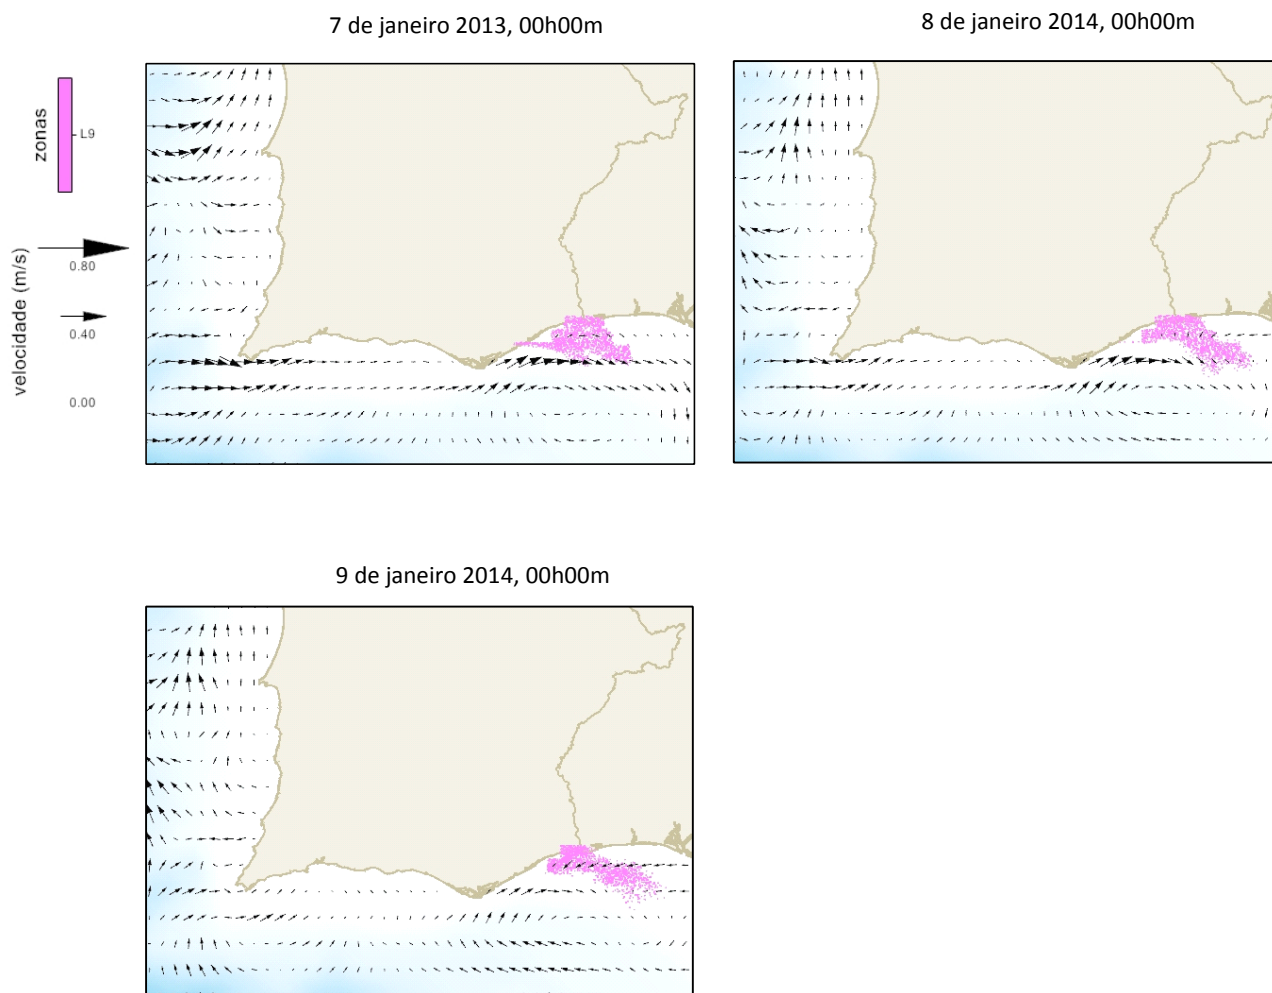 7 de janeiro 2013, 00h00m
8 de janeiro 2014, 00h00m
zonas
L9
velocidade (m/s)
0.80
0.40
0.00
9 de janeiro 2014, 00h00m